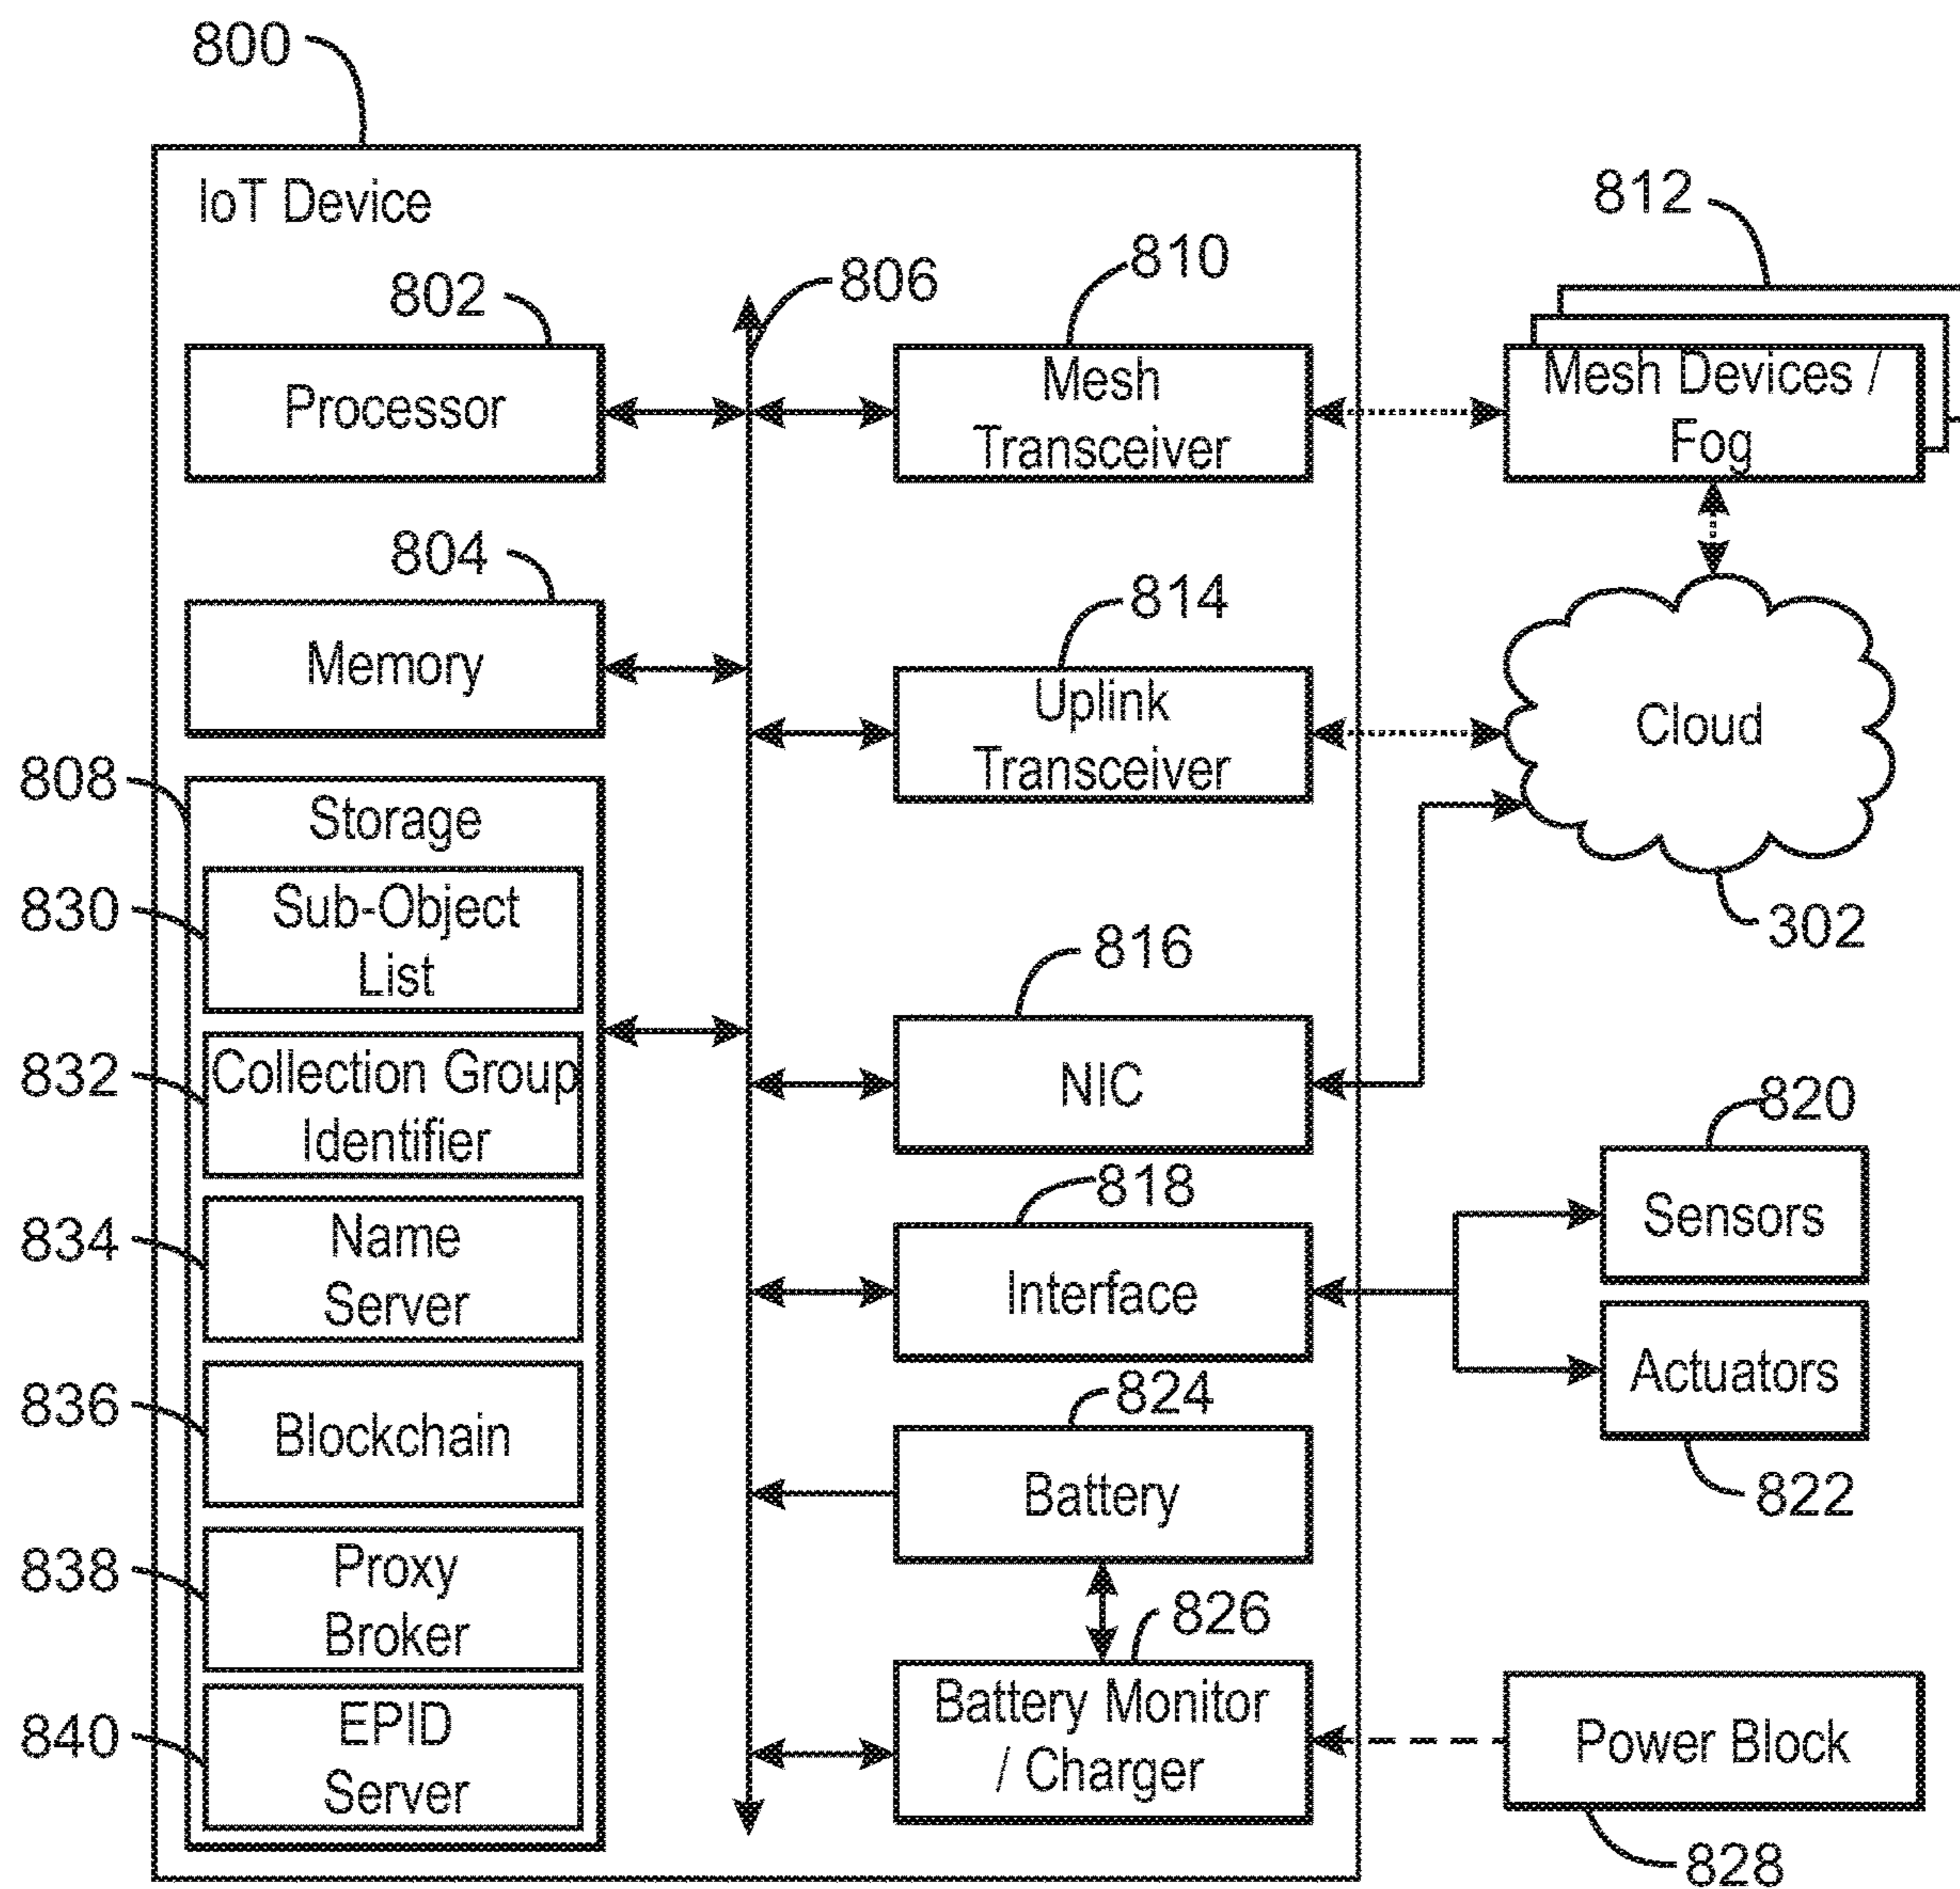 800
IoT Device
802
806
810
812
Processor
Mesh
Transceiver
Mesh Devices /
Fog
804
814
Memory
Uplink
Transceiver
Cloud
302
808
Storage
830
Sub-Object
List
816
NIC
832
Collection Group
Identifier
818
820
Sensors
834
Name
Server
Interface
Actuators
822
836
Blockchain
824
Battery
838
Proxy
Broker
826
Battery Monitor
/ Charger
Power Block
828
840
EPID
Server